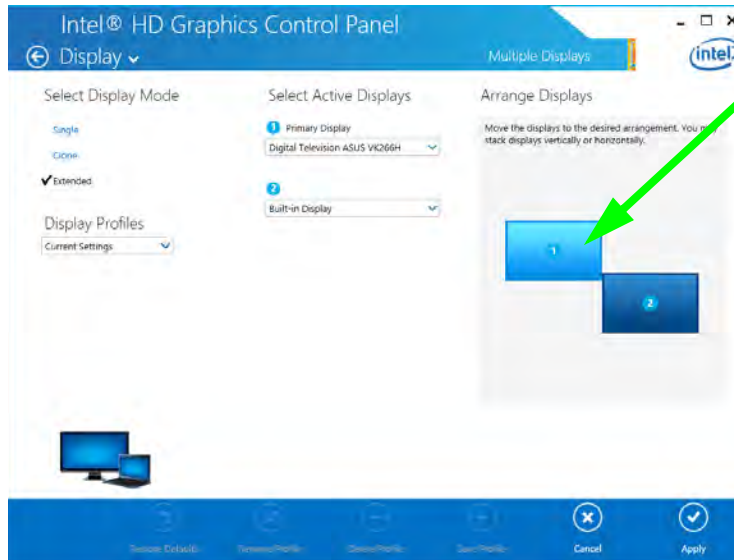 Intel® HD Graphics Control Panel
Display
Multiple Displays
intel
Select Display Mode
Single
Clone
Extended
Display Profiles
Current Settings
Select Active Displays
1 Primary Display
Digital Television ASUS VK266H
2
Built-in Display
Arrange Displays
Move the displays to the desired arrangement. You may
stack displays vertically or horizontally.
1
2
Restore Defaults
Cancel
Apply